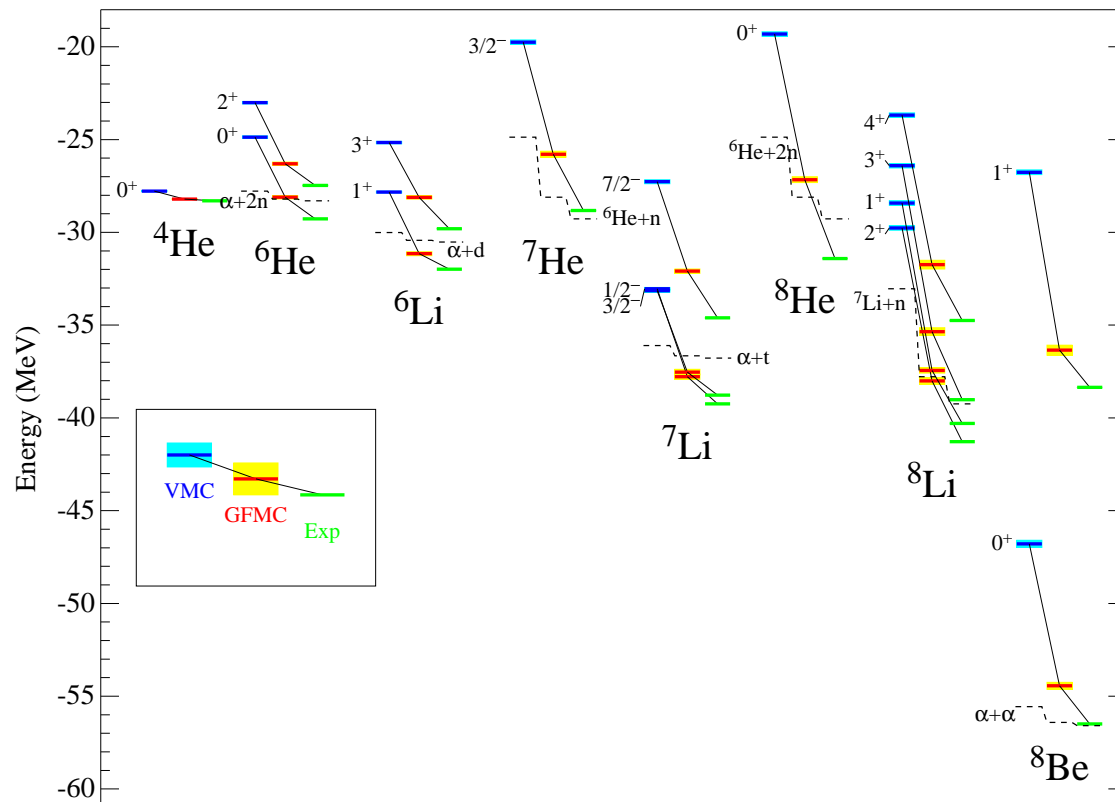 Energy (MeV)
-20
-25
-30
-35
-40
-45
-50
-55
-60
0⁺
⁴He
2⁺
0⁺
α+2n
⁶He
3⁺
1⁺
α+d
⁶Li
3/2⁻
⁶He+n
⁷He
7/2⁻
1/2⁻
3/2⁻
α+t
⁷Li
0⁺
⁶He+2n
⁸He
4⁺
3⁺
1⁺
2⁺
⁷Li+n
⁸Li
1⁺
0⁺
α+α
⁸Be
VMC
GFMC
Exp